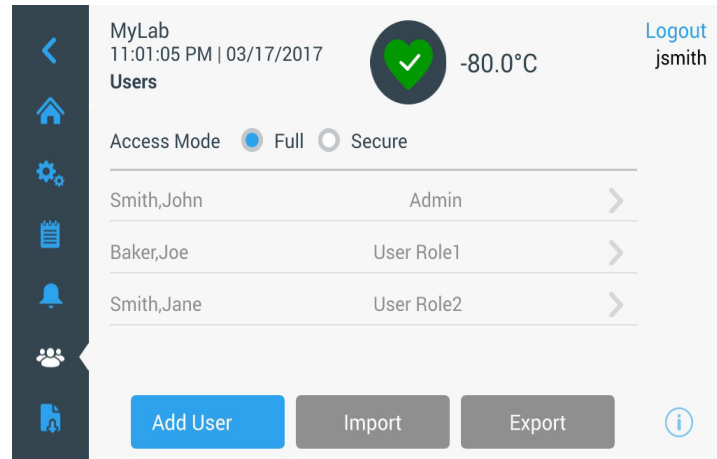 MyLab
11:01:05 PM | 03/17/2017
Users
-80.0°C
Logout
jsmith
Access Mode Full Secure
Smith,John Admin
Baker,Joe User Role1
Smith,Jane User Role2
Add User Import Export
i